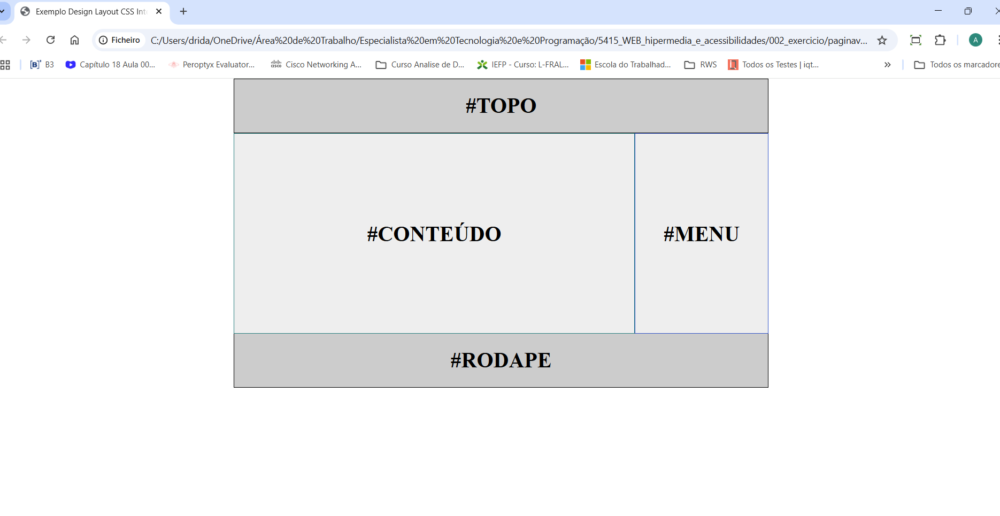 Exemplo Design Layout CSS Int
Ficheiro C:/Users/drida/OneDrive/Área%20de%20Trabalho/Especialista%20em%20Tecnologia%20e%20Programação/5415_WEB_hipermedia_e_acessibilidades/002_exercicio/paginav... A
B3 Capítulo 18 Aula 00... Peroptyx Evaluator... Cisco Networking A... Curso Analise de D... IEFP - Curso: L-FRAL... Escola do Trabalhad... RWS Todos os Testes | iqt... » Todos os marcadore
#TOPO
#CONTEÚDO #MENU
#RODAPE